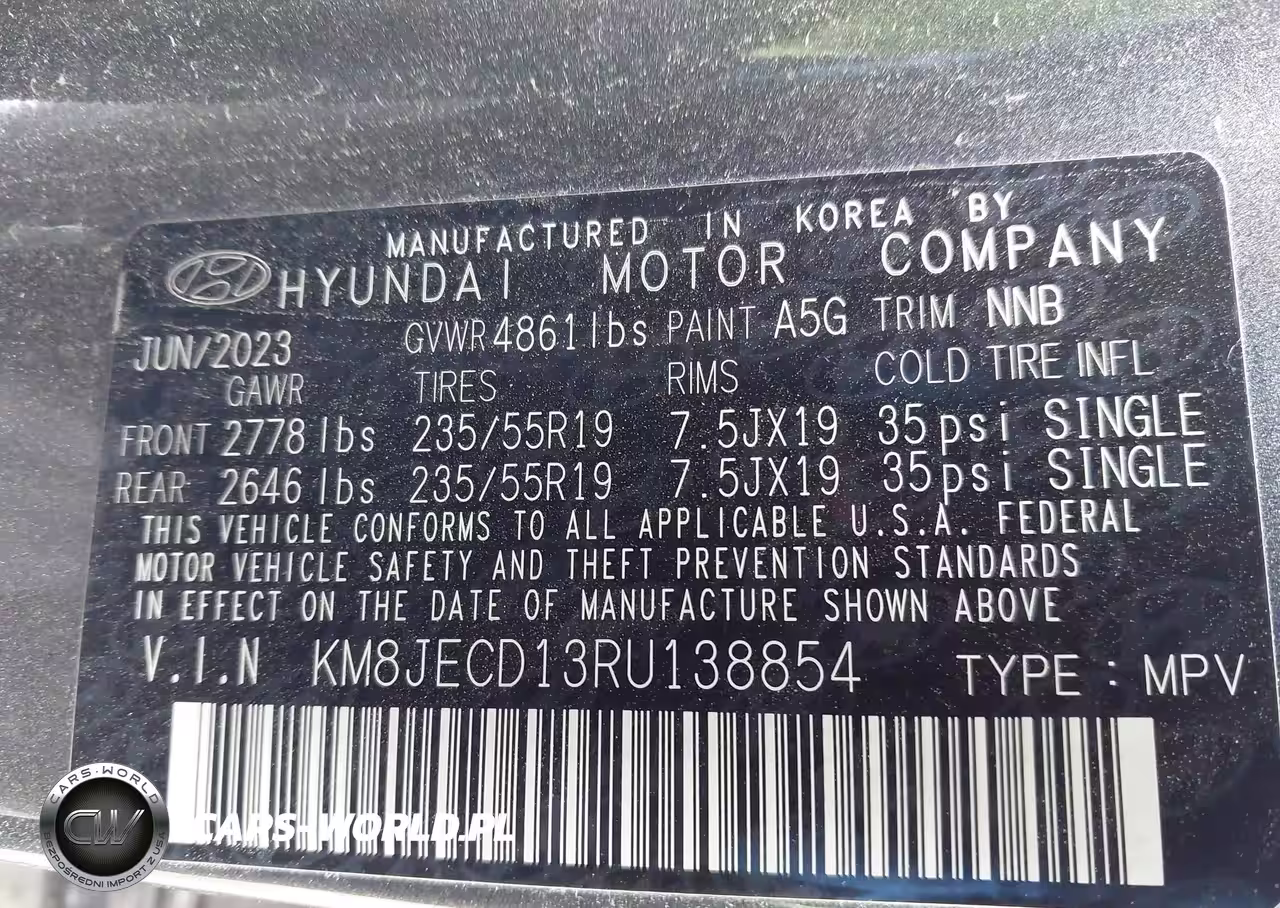 MANUFACTURED IN KOREA BY
HYUNDAI MOTOR COMPANY
JUN/2023 GVWR 4861 lbs PAINT A5G TRIM NNB
GAWR TIRES RIMS COLD TIRE INFL
FRONT 2778 lbs 235/55R19 7.5JX19 35psi SINGLE
REAR 2646 lbs 235/55R19 7.5JX19 35psi SINGLE
THIS VEHICLE CONFORMS TO ALL APPLICABLE U.S.A. FEDERAL
MOTOR VEHICLE SAFETY AND THEFT PREVENTION STANDARDS
IN EFFECT ON THE DATE OF MANUFACTURE SHOWN ABOVE
V.I.N KM8JECD13RU138854 TYPE : MPV
CARS-WORLD
CW
BEZPOŚREDNI IMPORT Z USA
CARS-WORLD.PL